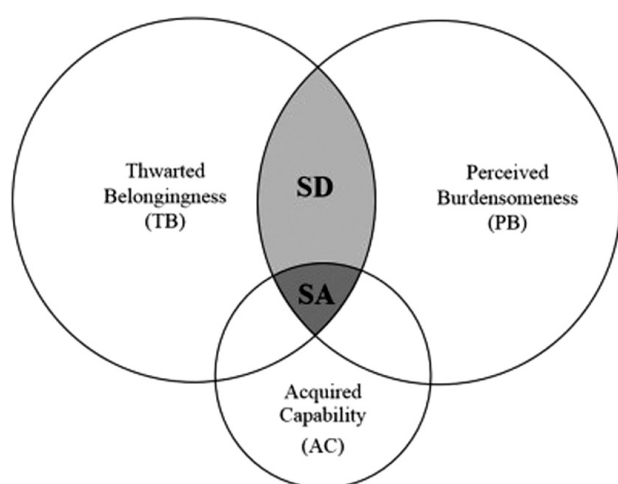 Thwarted
Belongingness
(TB)
SD
Perceived
Burdensomeness
(PB)
SA
Acquired
Capability
(AC)